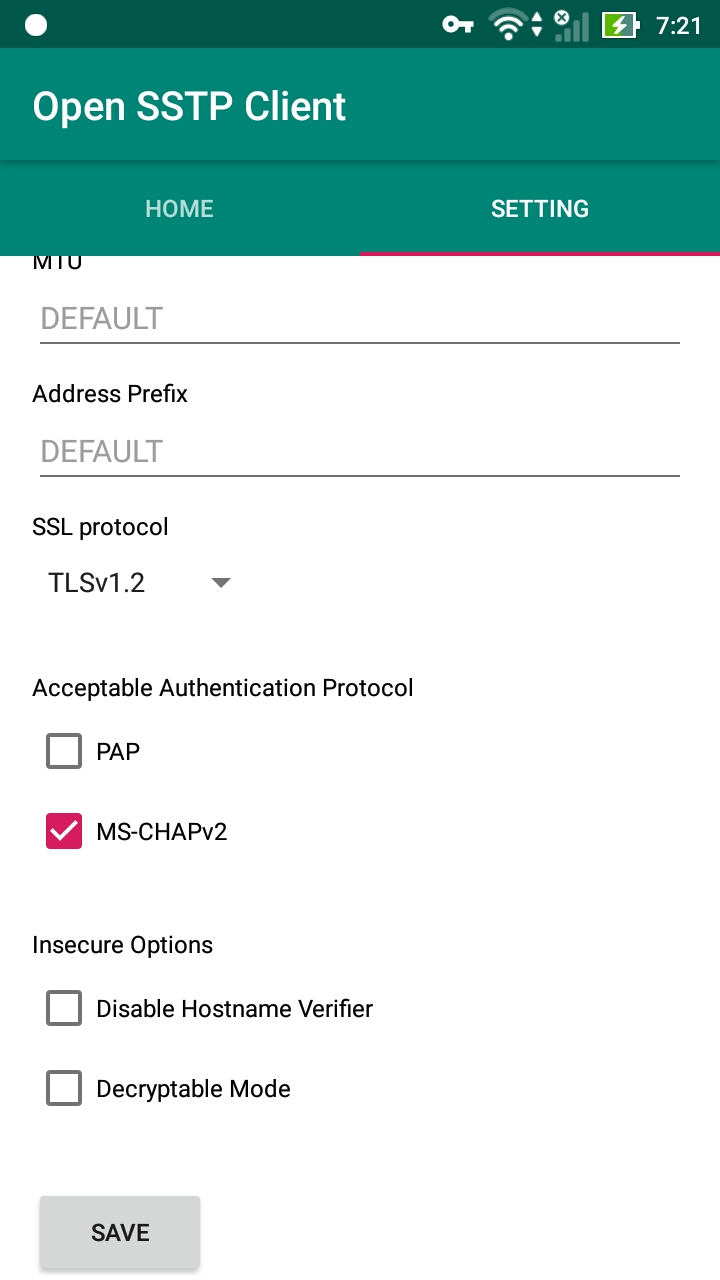 7:21
Open SSTP Client
HOME
SETTING
MTU
DEFAULT
Address Prefix
DEFAULT
SSL protocol
TLSv1.2
Acceptable Authentication Protocol
PAP
MS-CHAPv2
Insecure Options
Disable Hostname Verifier
Decryptable Mode
SAVE